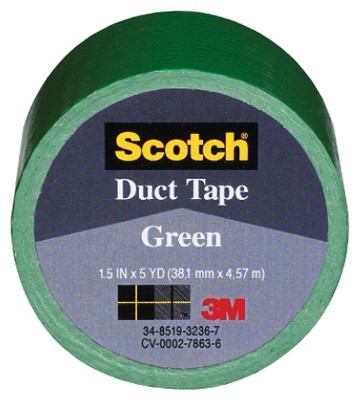 Scotch®
Duct Tape
Green
1.5 IN x 5 YD (38.1 mm x 4,57 m)
3M
34-8519-3236-7
CV-0002-7863-6